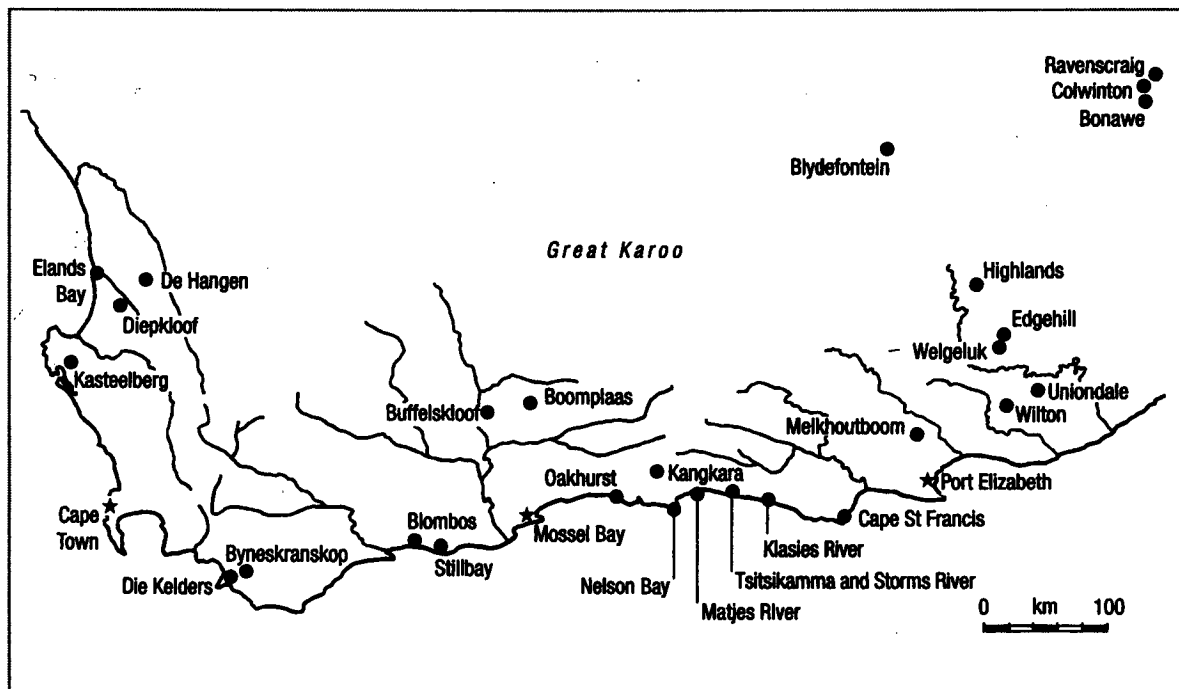 Ravenscraig
Colwinton
Bonawe
Blydefontein
Great Karoo
Elands
Bay
De Hangen
Highlands
Diepkloof
Edgehill
Welgeluk
Kasteelberg
Boomplaas
Uniondale
Buffelskloof
Wilton
Melkhoutboom
Oakhurst
Kangkara
Port Elizabeth
Cape
Town
Blombos
Mossel Bay
Cape St Francis
Byneskranskop
Stillbay
Klasies River
Die Kelders
Nelson Bay
Tsitsikamma and Storms River
Matjes River
0 km 100